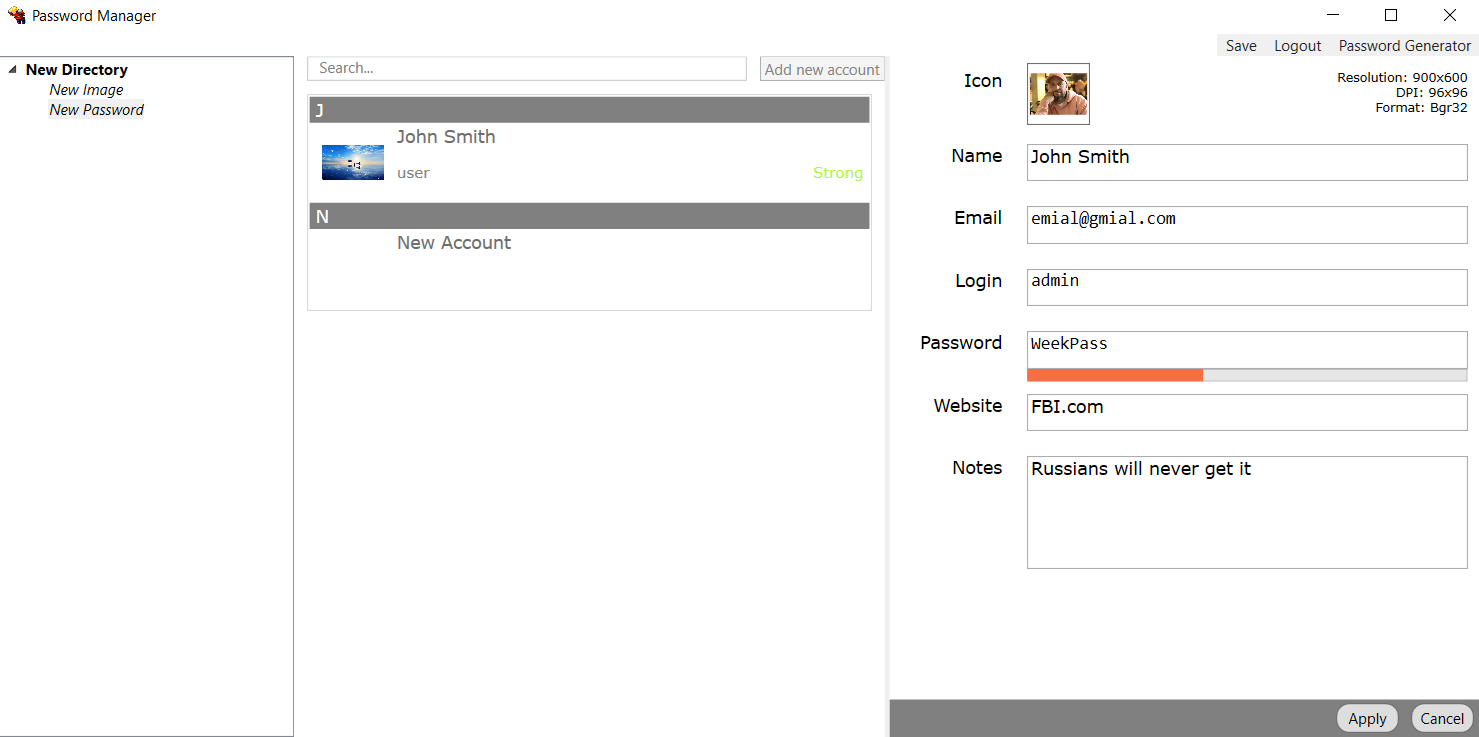 Password Manager
Save Logout Password Generator
New Directory
New Image
New Password
Search...
Add new account
J
John Smith
user
Strong
N
New Account
Icon
Resolution: 900x600
DPI: 96x96
Format: Bgr32
Name
John Smith
Email
emial@gmial.com
Login
admin
Password
WeekPass
Website
FBI.com
Notes
Russians will never get it
Apply Cancel